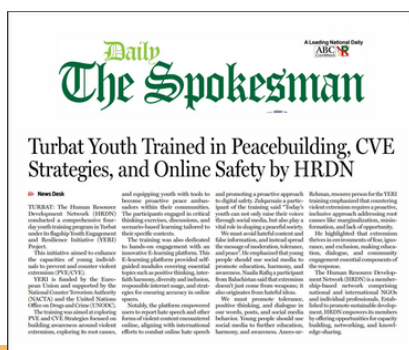 Daily
The Spokesman
A Leading National Daily
ABC
Turbat Youth Trained in Peacebuilding, CVE
Strategies, and Online Safety by HRDN
News Desk
TURBAT: The Human Resource
Development Network (HRDN)
conducted a comprehensive four-
day youth training program in Turbat
under its flagship Youth Engagement
and Resilience Initiative (YERI)
Project.
This initiative aimed to enhance
the capacities of young individ-
uals to prevent and counter violent
extremism (PVE/CVE).
YERI is funded by the Euro-
pean Union and supported by the
National Counter Terrorism Authority
(NACTA) and the United Nations
Office on Drugs and Crime (UNODC).
The training was aimed at exploring
PVE and CVE Strategies focused on
building awareness around violent
extremism, exploring its root causes,
and equipping youth with tools to
become proactive peace ambas-
sadors within their communities.
The participants engaged in critical
thinking exercises, discussions, and
scenario-based learning tailored to
their specific contexts.
The training was also dedicated
to hands-on engagement with an
innovative E-learning platform. This
E-learning platform provided self-
guided modules covering essential
topics such as positive thinking, inter-
faith harmony, diversity and inclusion,
responsible internet usage, and strat-
egies for ensuring accuracy in online
spaces.
Notably, the platform empowered
users to report hate speech and other
forms of violent content encountered
online, aligning with international
efforts to combat online hate speech
and promoting a proactive approach
to digital safety. Zulqarnain a partic-
ipant of the training said "Today's
youth can not only raise their voices
through social media, but also play a
vital role in shaping a peaceful society.
We must avoid hateful content and
false information, and instead spread
the message of moderation, tolerance,
and peace". He emphasized that young
people should use social media to
promote education, harmony, and
awareness. Naaila Rafiq a participant
from Baluchistan said that extremism
doesn't just come from weapons; it
also originates from hateful ideas.
We must promote tolerance,
positive thinking, and dialogue in
our words, posts, and social media
behavior. Young people should use
social media to further education,
harmony, and awareness.
Rehman, resource person for the YERI
training emphasized that countering
violent extremism requires a proactive,
inclusive approach addressing root
causes like marginalization, misin-
formation, and lack of opportunity.
He highlighted that extremism
thrives in environments of fear, igno-
rance, and exclusion, making educa-
tion, dialogue, and community
engagement essential components of
the response.
The Human Resource Develop-
ment Network (HRDN) is a member-
ship-based network comprising
national and international NGOs
and individual professionals. Estab-
lished to promote sustainable develop-
ment, HRDN empowers its members
by offering opportunities for capacity
building, networking, and knowl-
edge-sharing.